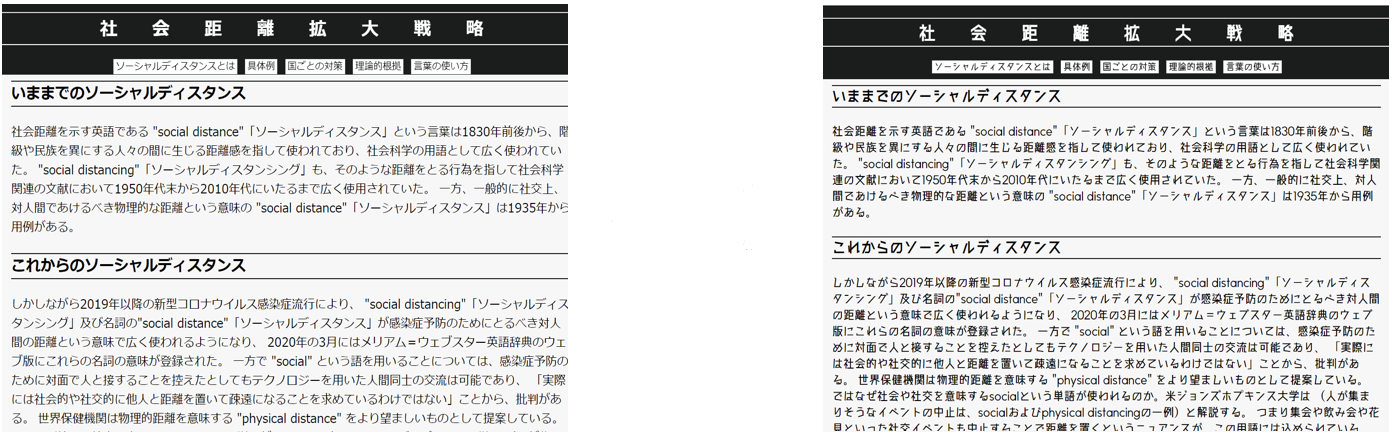 社会距離拡大戦略
ソーシャルディスタンスとは 具体例 国ごとの対策 理論的根拠 言葉の使い方
いままでのソーシャルディスタンス
社会距離を示す英語である "social distance"「ソーシャルディスタンス」という言葉は1830年前後から、階
級や民族を異にする人々の間に生じる距離感を指して使われており、社会科学の用語として広く使われてい
た。 "social distancing"「ソーシャルディスタンシング」も、そのような距離をとる行為を指して社会科学
関連の文献において1950年代末から2010年代にいたるまで広く使用されていた。 一方、一般的に社交上、
対人間であけるべき物理的な距離という意味の "social distance"「ソーシャルディスタンス」は1935年から
用例がある。
これからのソーシャルディスタンス
しかしながら2019年以降の新型コロナウイルス感染症流行により、 "social distancing"「ソーシャルディス
タンシング」及び名詞の"social distance"「ソーシャルディスタンス」が感染症予防のためにとるべき対人
間の距離という意味で広く使われるようになり、 2020年の3月にはメリアム＝ウェブスター英語辞典のウェ
ブ版にこれらの名詞の意味が登録された。 一方で "social" という語を用いることについては、感染症予防の
ために対面で人と接することを控えたとしてもテクノロジーを用いた人間同士の交流は可能であり、 「実際
には社会的や社交的に他人と距離を置いて疎遠になることを求めているわけではない」ことから、批判があ
る。 世界保健機関は物理的距離を意味する "physical distance" をより望ましいものとして提案している。
社会距離拡大戦略
ソーシャルディスタンスとは 具体例 国ごとの対策 理論的根拠 言葉の使い方
いままでのソーシャルディスタンス
社会距離を示す英語である "social distance"「ソーシャルディスタンス」という言葉は1830年前後から、階
級や民族を異にする人々の間に生じる距離感を指して使われており、社会科学の用語として広く使われてい
た。 "social distancing"「ソーシャルディスタンシング」も、そのような距離をとる行為を指して社会科学関
連の文献において1950年代末から2010年代にいたるまで広く使用されていた。 一方、一般的に社交上、対人
間であけるべき物理的な距離という意味の "social distance"「ソーシャルディスタンス」は1935年から用例
がある。
これからのソーシャルディスタンス
しかしながら2019年以降の新型コロナウイルス感染症流行により、 "social distancing"「ソーシャルディス
タンシング」及び名詞の"social distance"「ソーシャルディスタンス」が感染症予防のためにとるべき対人間
の距離という意味で広く使われるようになり、 2020年の3月にはメリアム＝ウェブスター英語辞典のウェブ
版にこれらの名詞の意味が登録された。 一方で "social" という語を用いることについては、感染症予防のた
めに対面で人と接することを控えたとしてもテクノロジーを用いた人間同士の交流は可能であり、 「実際に
は社会的や社交的に他人と距離を置いて疎遠になることを求めているわけではない」ことから、批判があ
る。 世界保健機関は物理的距離を意味する "physical distance" をより望ましいものとして提案している。
ではなぜ社会や社交を意味するsocialという単語が使われるのか。米ジョンズホプキンス大学は （人が集ま
りそうなイベントの中止は、socialおよびphysical distancingの一例）と解説する。 つまり集会や飲み会や花
見といった社交イベントも中止することで距離を置くというニュアンスが、この用語には込められている